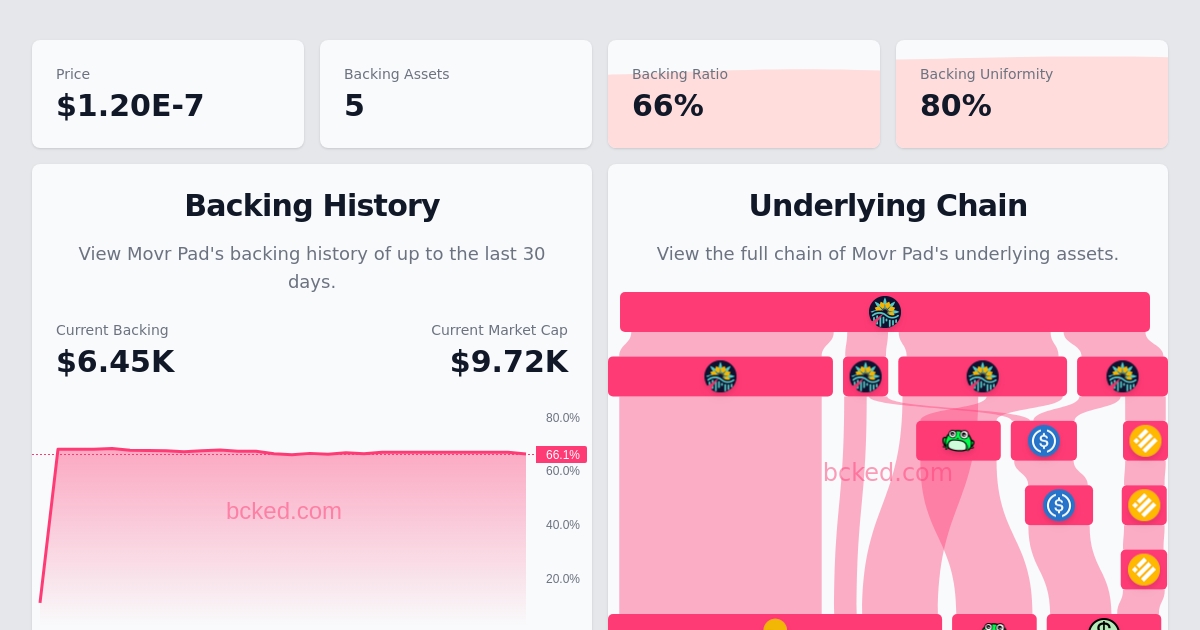 Price
$1.20E-7
Backing Assets
5
Backing Ratio
66%
Backing Uniformity
80%
Backing History
View Movr Pad's backing history of up to the last 30
days.
Current Backing
$6.45K
Current Market Cap
$9.72K
80.0%
66.1%
60.0%
40.0%
20.0%
bcked.com
Underlying Chain
View the full chain of Movr Pad's underlying assets.
bcked.com